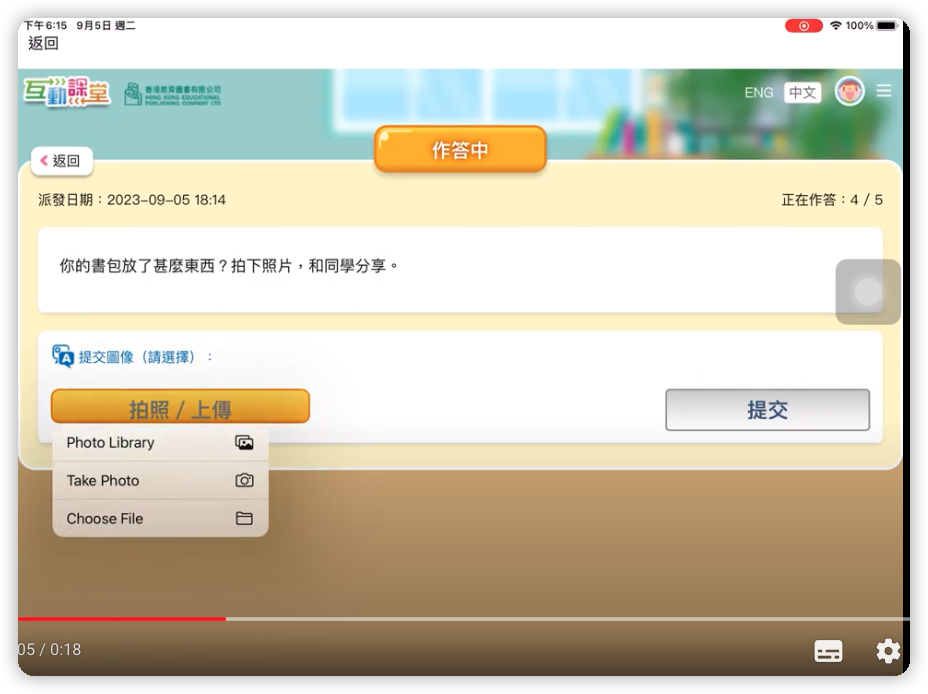 下午6:15 9月5日 週二
100%
返回
互動課堂
香港教育圖書有限公司
HONG KONG EDUCATIONAL
PUBLISHING COMPANY LTD
ENG 中文
作答中
返回
派發日期：2023-09-05 18:14
正在作答：4 / 5
你的書包放了甚麼東西？拍下照片，和同學分享。
提交圖像（請選擇）：
拍照 / 上傳
提交
Photo Library
Take Photo
Choose File
05 / 0:18